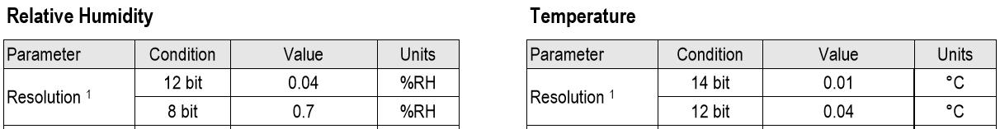 Relative Humidity
Parameter Condition Value Units
Resolution 1
12 bit 0.04 %RH
8 bit 0.7 %RH
Temperature
Parameter Condition Value Units
Resolution 1
14 bit 0.01 °C
12 bit 0.04 °C